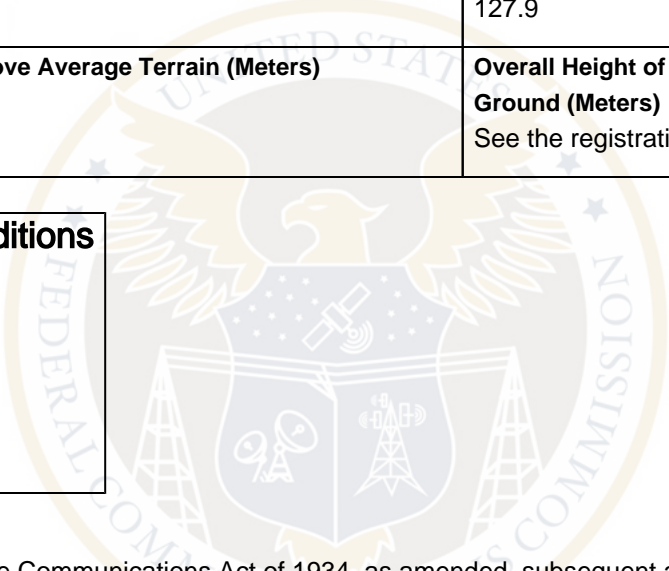 127.9
ove Average Terrain (Meters)
Overall Height of
Ground (Meters)
See the registrati
ditions
UNITED STATES
FEDERAL COMMUNICATIONS COMMISSION
e Communications Act of 1934, as amended, subsequent a